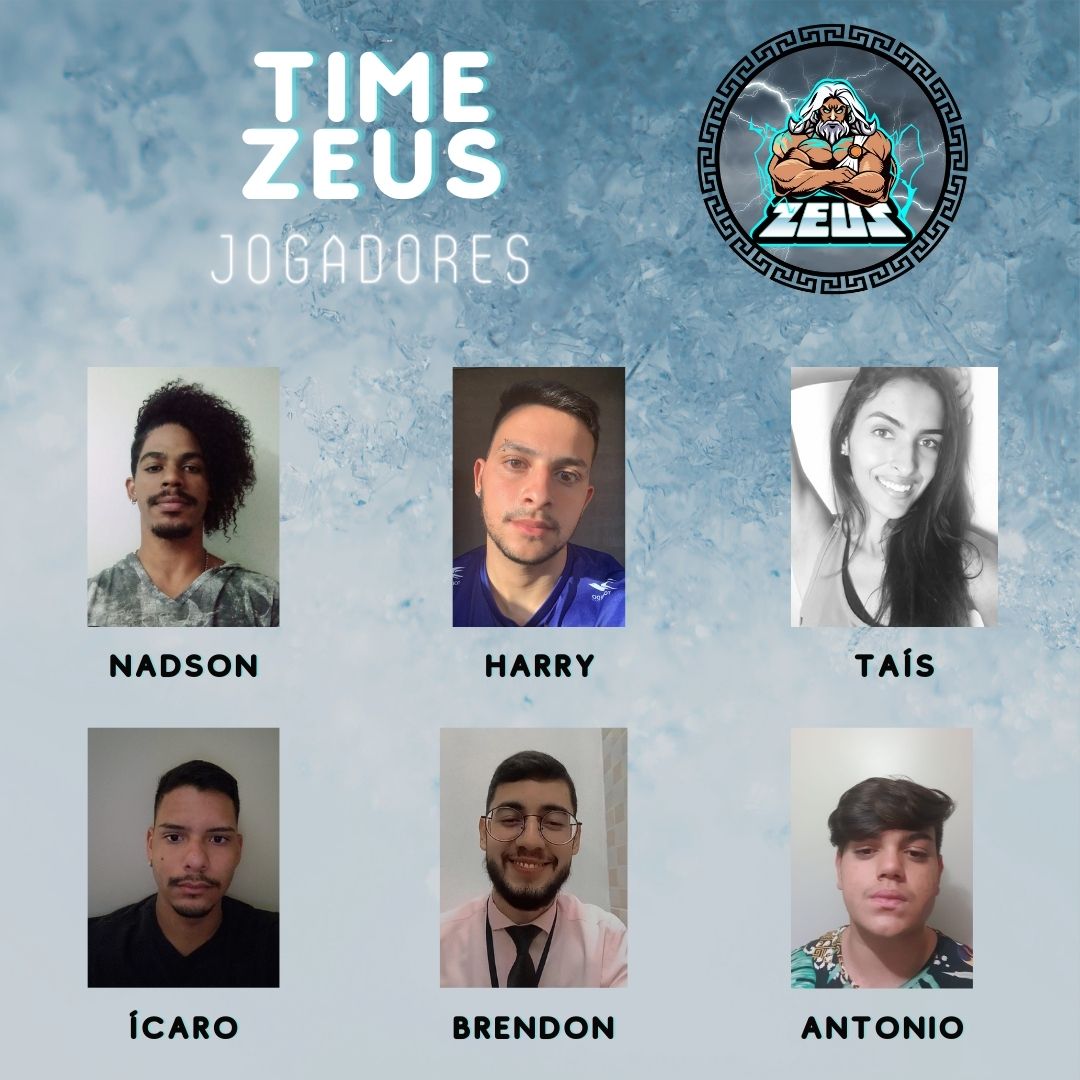 TIME
ZEUS
JOGADORES
ZEUS
NADSON
HARRY
TAÍS
ÍCARO
BRENDON
ANTONIO